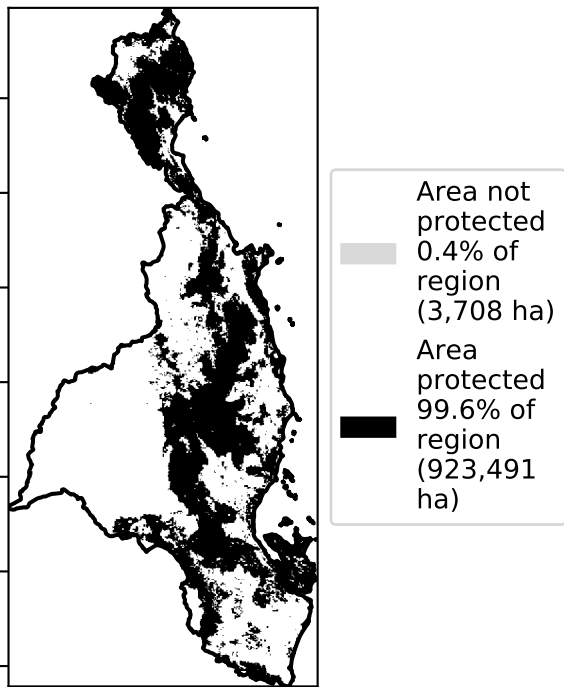 Area not
protected
0.4% of
region
(3,708 ha)
Area
protected
99.6% of
region
(923,491
ha)